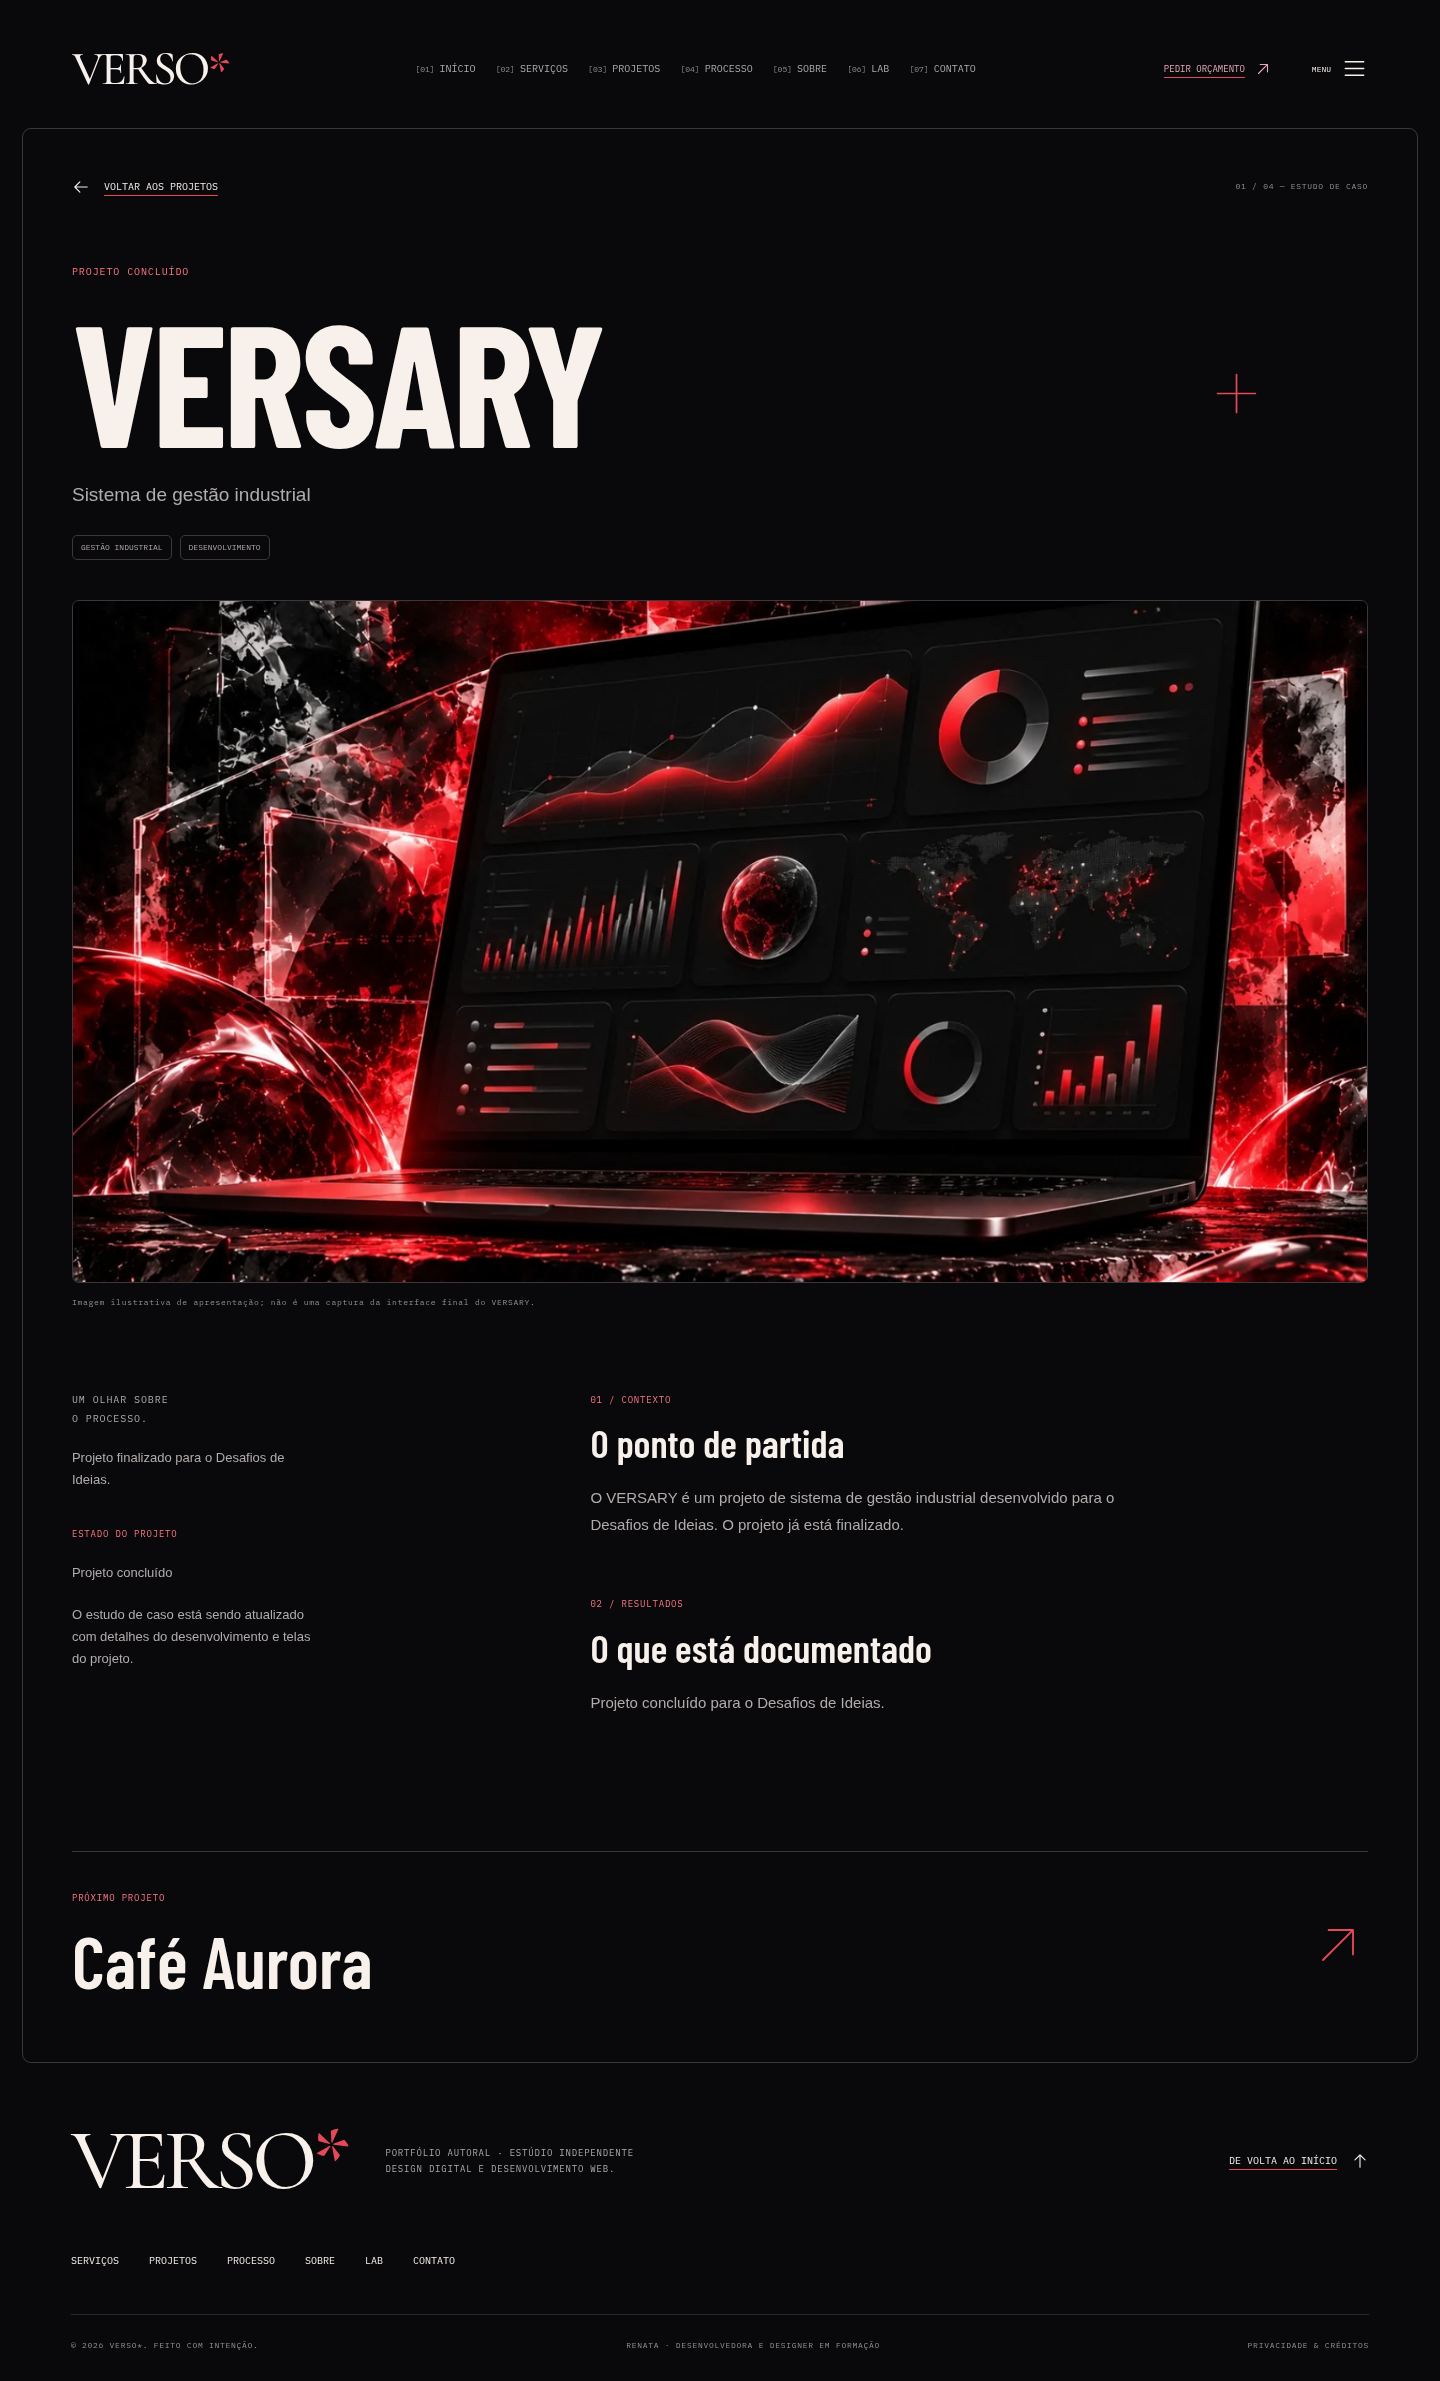 VERSO*
[01] INÍCIO [02] SERVIÇOS [03] PROJETOS [04] PROCESSO [05] SOBRE [06] LAB [07] CONTATO
PEDIR ORÇAMENTO
MENU
VOLTAR AOS PROJETOS
01 / 04 — ESTUDO DE CASO
PROJETO CONCLUÍDO
VERSARY
Sistema de gestão industrial
GESTÃO INDUSTRIAL
DESENVOLVIMENTO
Imagem ilustrativa de apresentação; não é uma captura da interface final do VERSARY.
UM OLHAR SOBRE
O PROCESSO.
Projeto finalizado para o Desafios de
Ideias.
ESTADO DO PROJETO
Projeto concluído
O estudo de caso está sendo atualizado
com detalhes do desenvolvimento e telas
do projeto.
01 / CONTEXTO
O ponto de partida
O VERSARY é um projeto de sistema de gestão industrial desenvolvido para o
Desafios de Ideias. O projeto já está finalizado.
02 / RESULTADOS
O que está documentado
Projeto concluído para o Desafios de Ideias.
PRÓXIMO PROJETO
Café Aurora
VERSO*
PORTFÓLIO AUTORAL · ESTÚDIO INDEPENDENTE
DESIGN DIGITAL E DESENVOLVIMENTO WEB.
DE VOLTA AO INÍCIO
SERVIÇOS PROJETOS PROCESSO SOBRE LAB CONTATO
© 2026 VERSO*. FEITO COM INTENÇÃO.
RENATA · DESENVOLVEDORA E DESIGNER EM FORMAÇÃO
PRIVACIDADE & CRÉDITOS